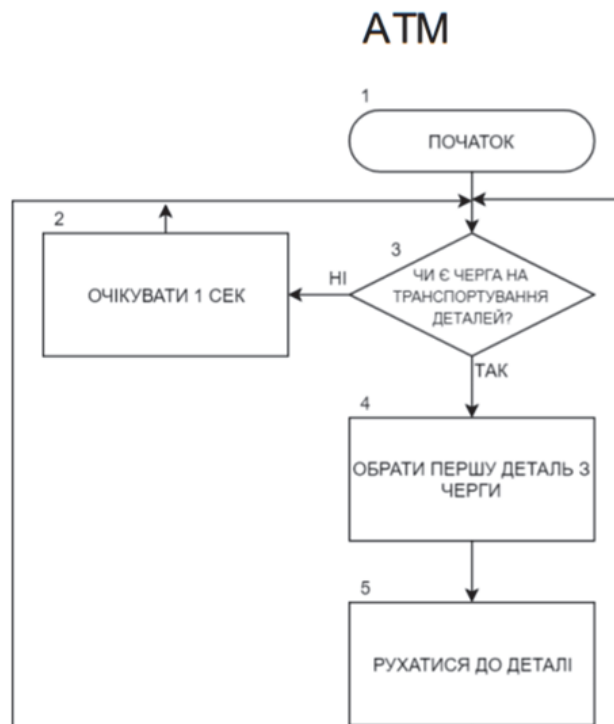 АТМ
1
ПОЧАТОК
2
ОЧІКУВАТИ 1 СЕК
НІ
3
ЧИ Є ЧЕРГА НА
ТРАНСПОРТУВАННЯ
ДЕТАЛЕЙ?
ТАК
4
ОБРАТИ ПЕРШУ ДЕТАЛЬ З
ЧЕРГИ
5
РУХАТИСЯ ДО ДЕТАЛІ